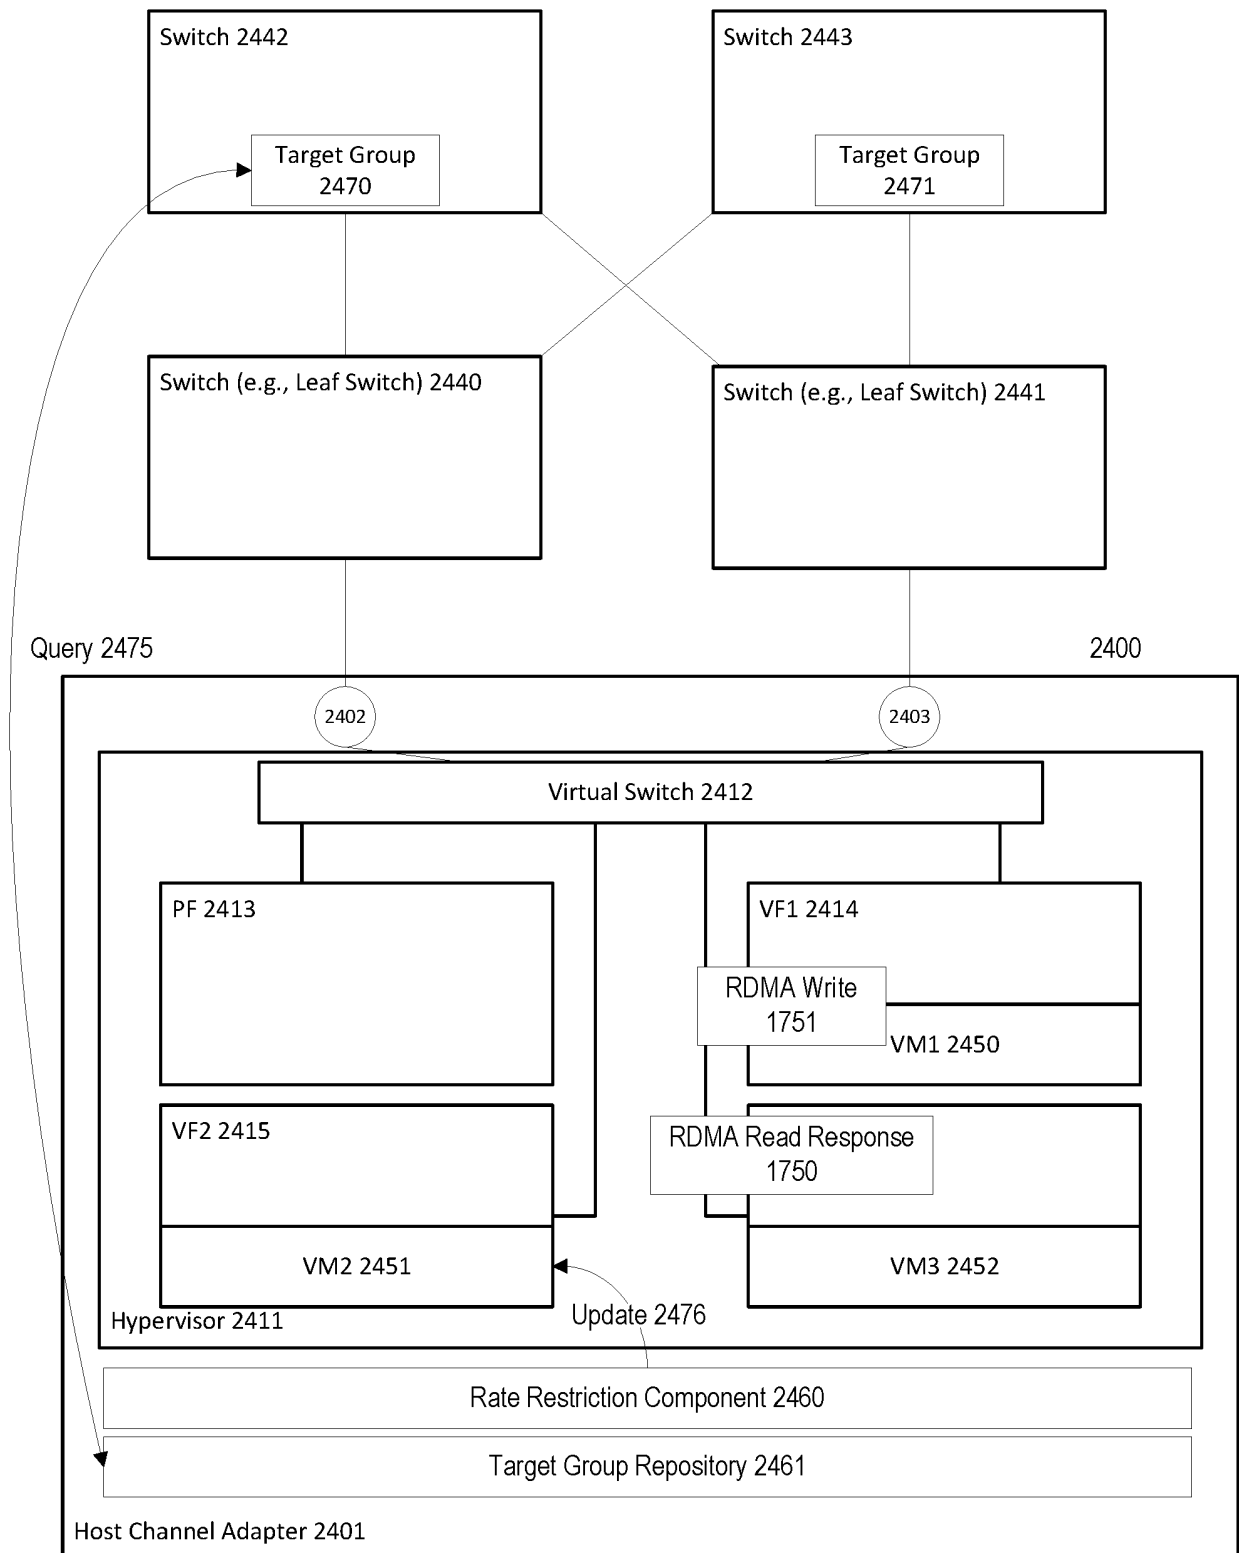 Switch 2442
Switch 2443
Target Group
2470
Target Group
2471
Switch (e.g., Leaf Switch) 2440
Switch (e.g., Leaf Switch) 2441
Query 2475
2400
2402
2403
Virtual Switch 2412
PF 2413
VF1 2414
RDMA Write
1751
VM1 2450
VF2 2415
RDMA Read Response
1750
VM2 2451
VM3 2452
Hypervisor 2411
Update 2476
Rate Restriction Component 2460
Target Group Repository 2461
Host Channel Adapter 2401